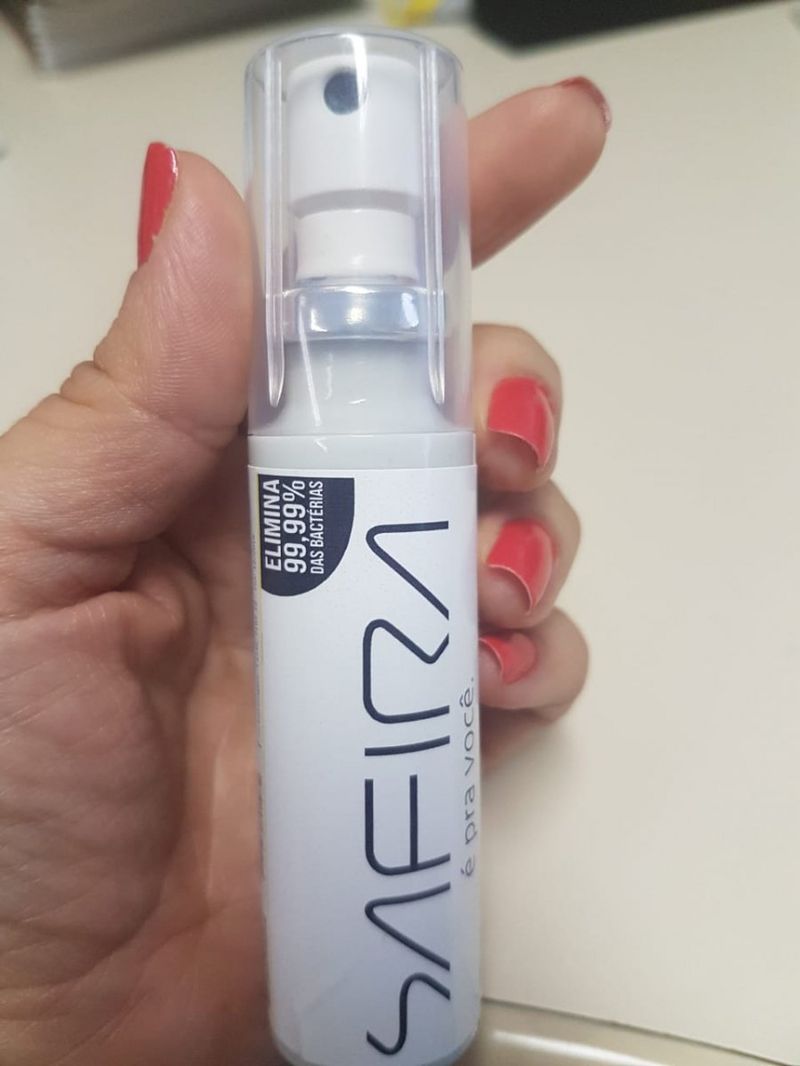 ELIMINA
99,99%
DAS BACTÉRIAS
SAFIRA
é pra você.